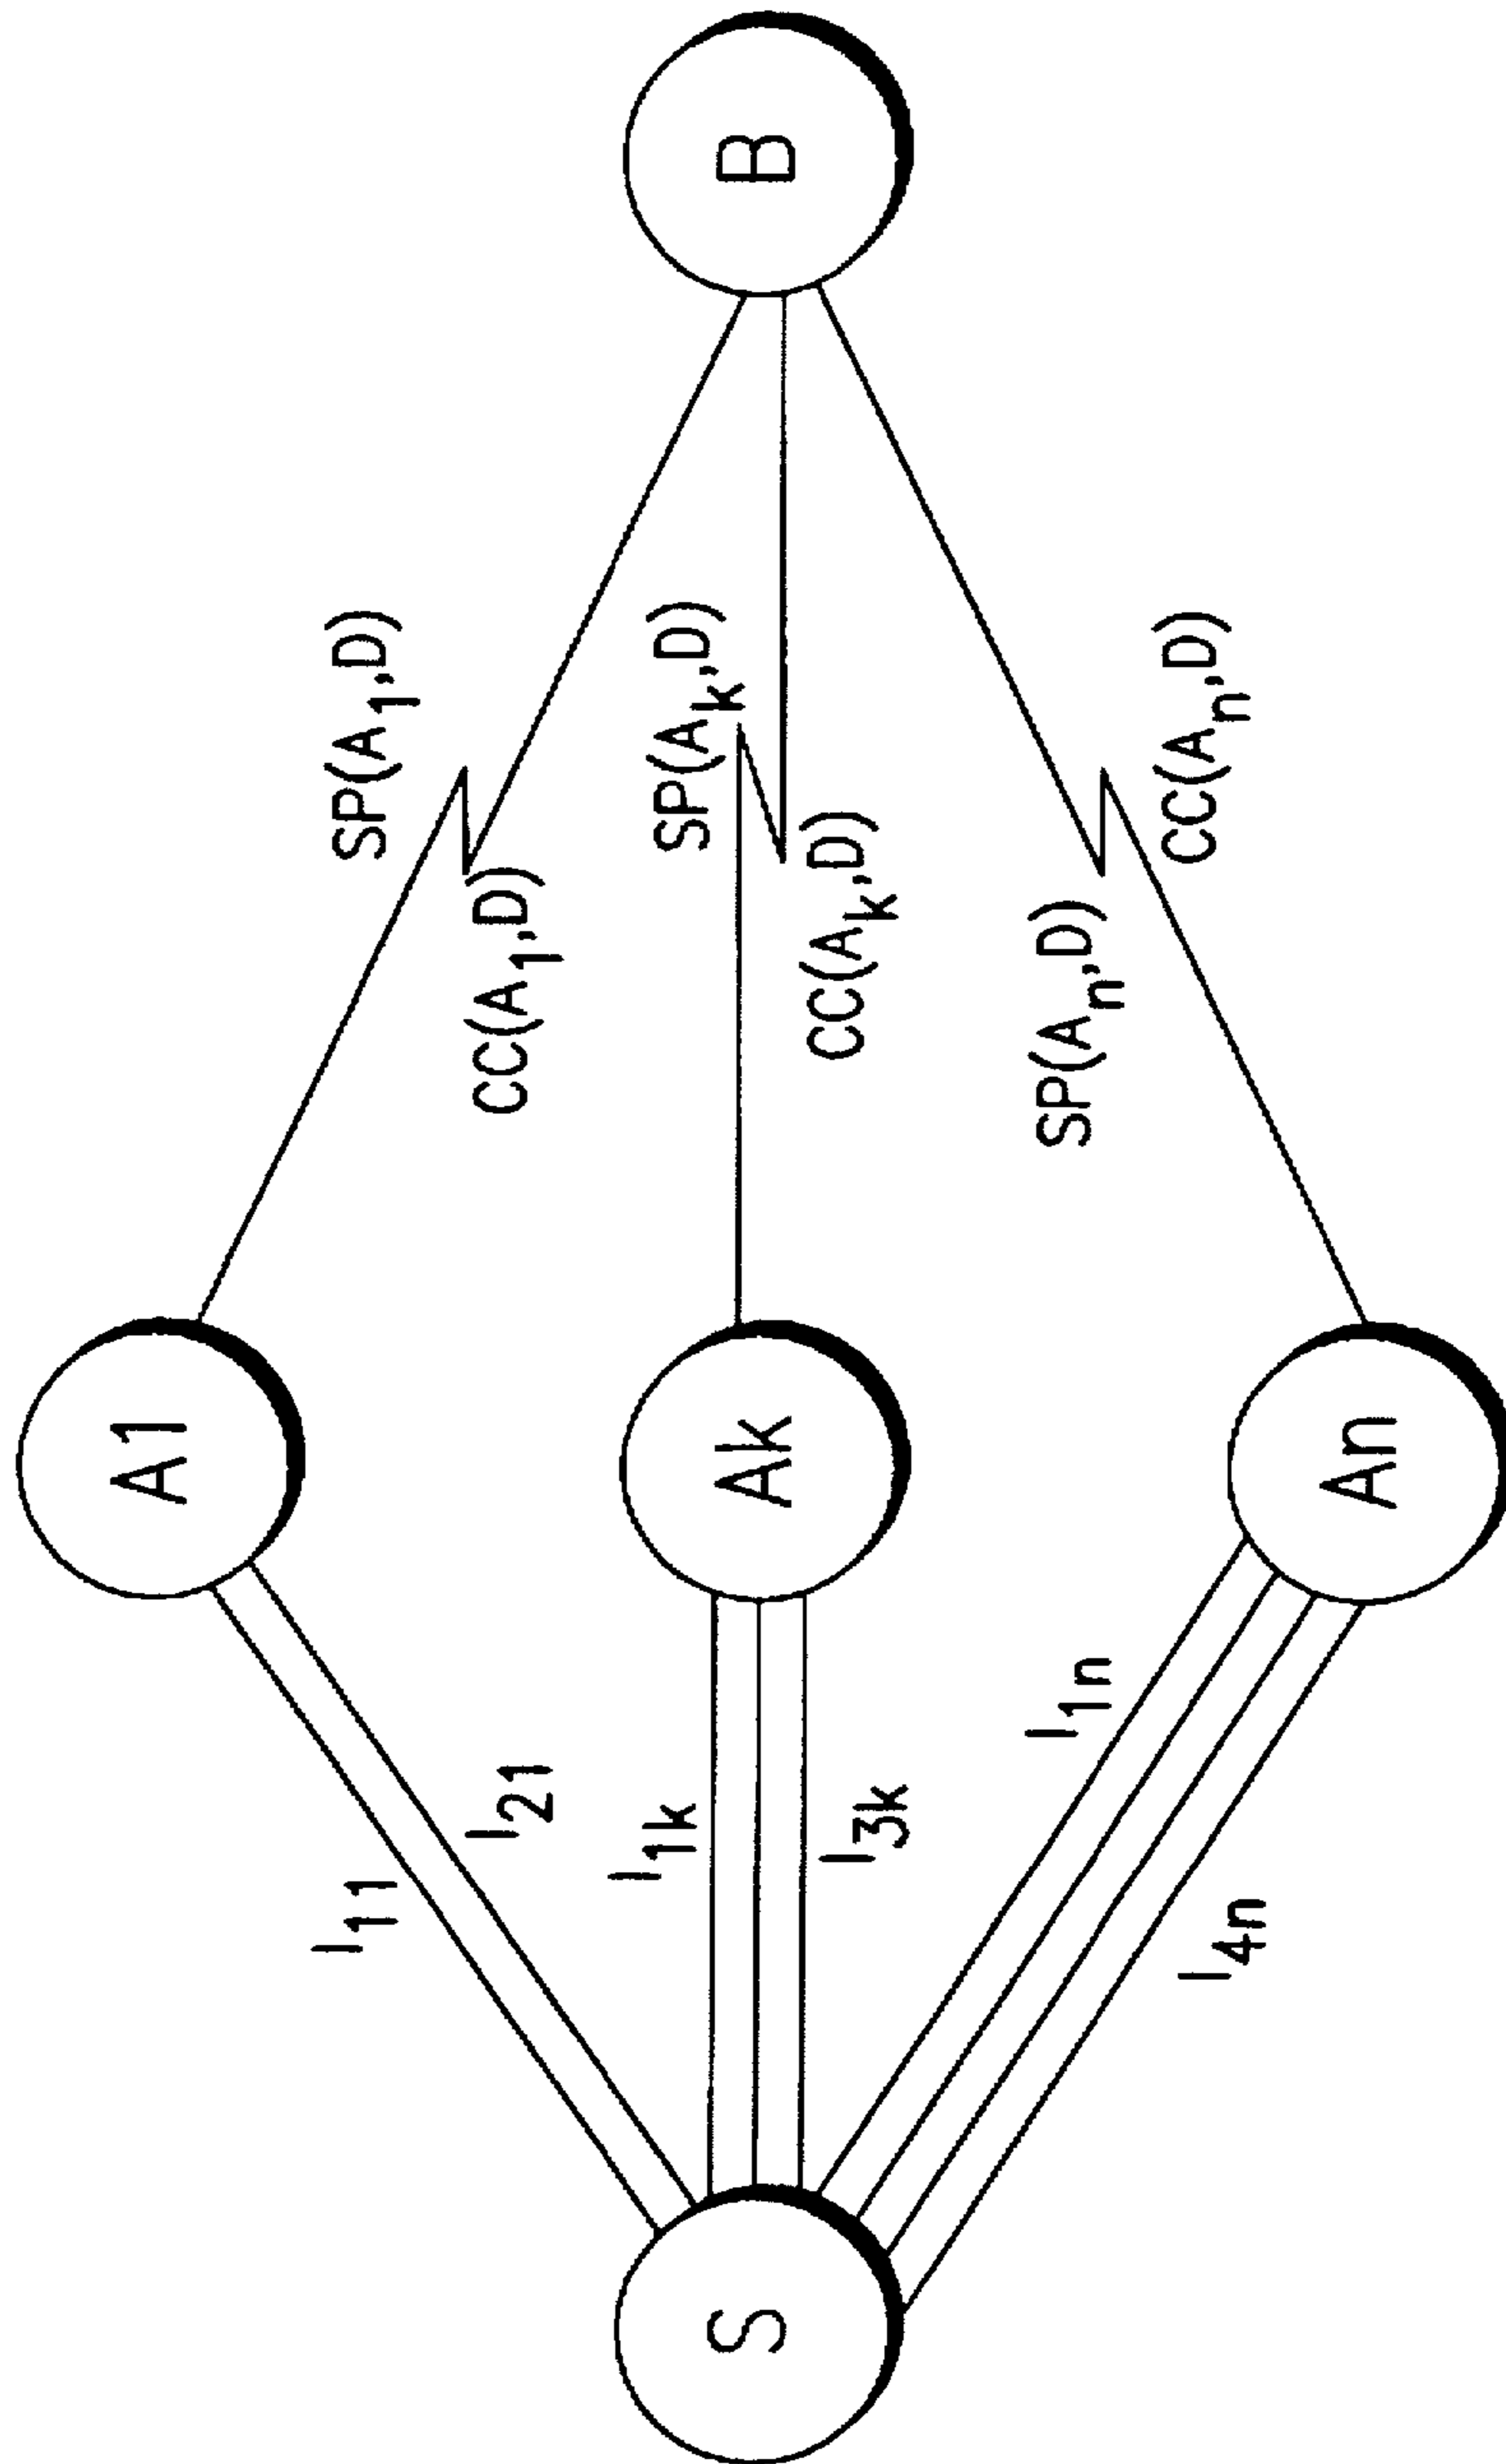 A1
Ak
An
S
B
l11
l21
l1k
l3k
l1n
l4n
SP(A1,D)
CC(A1,D)
SP(Ak,D)
CC(Ak,D)
SP(An,D)
CC(An,D)